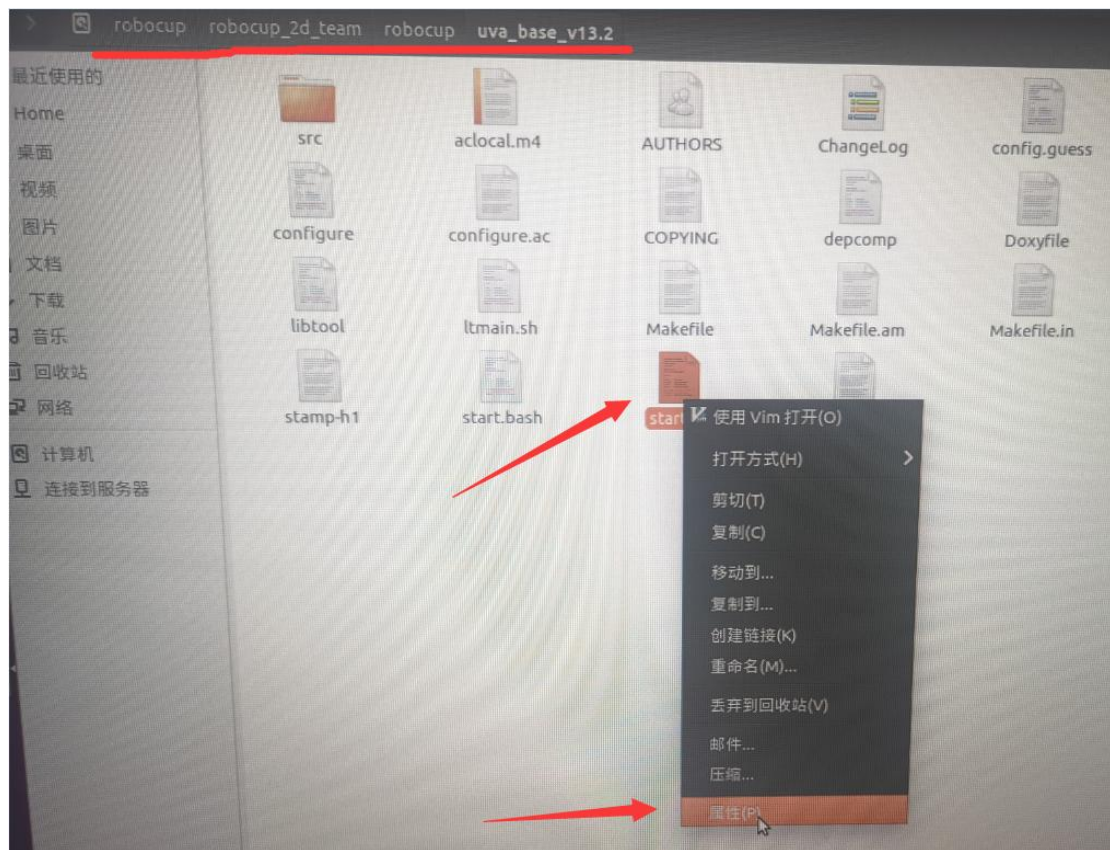 robocup robocup_2d_team robocup uva_base_v13.2
最近使用的
Home
桌面
视频
图片
文档
下载
音乐
回收站
网络
计算机
连接到服务器
src aclocal.m4 AUTHORS ChangeLog config.guess
configure configure.ac COPYING depcomp Doxyfile
libtool ltmain.sh Makefile Makefile.am Makefile.in
stamp-h1 start.bash
使用 Vim 打开(O)
打开方式(H)
剪切(T)
复制(C)
移动到...
复制到...
创建链接(K)
重命名(M)...
丢弃到回收站(V)
邮件...
压缩...
属性(P)